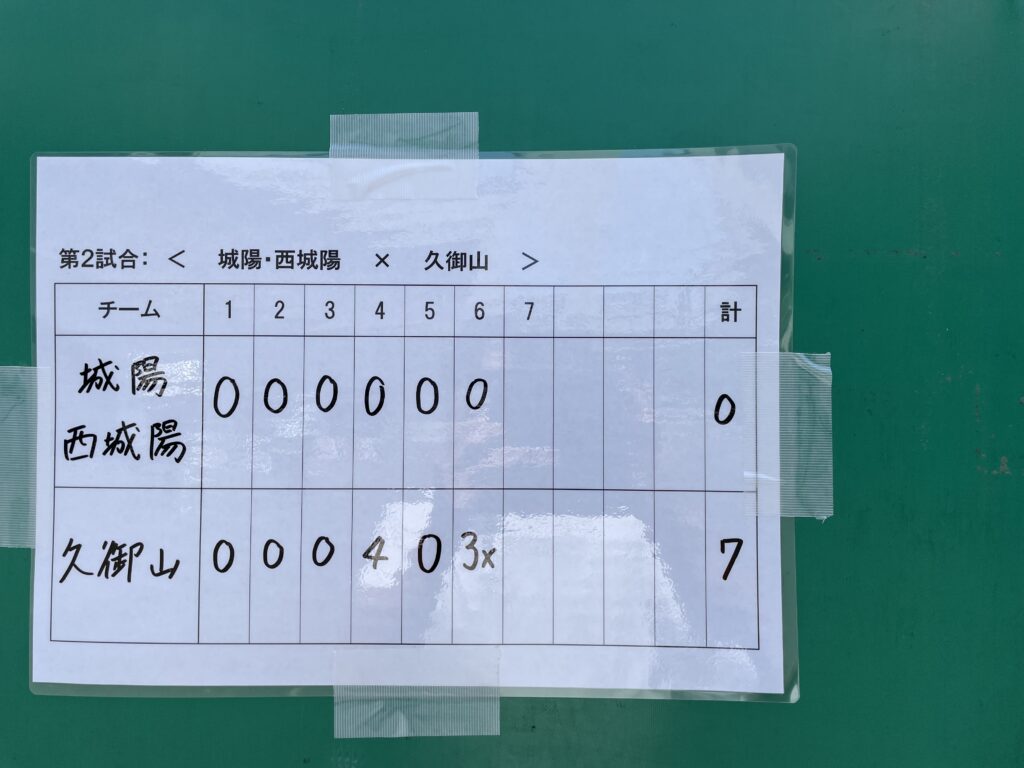 第2試合: < 城陽・西城陽 × 久御山 >
チーム 1 2 3 4 5 6 7 計
城陽
西城陽 0 0 0 0 0 0 0
久御山 0 0 0 4 0 3x 7